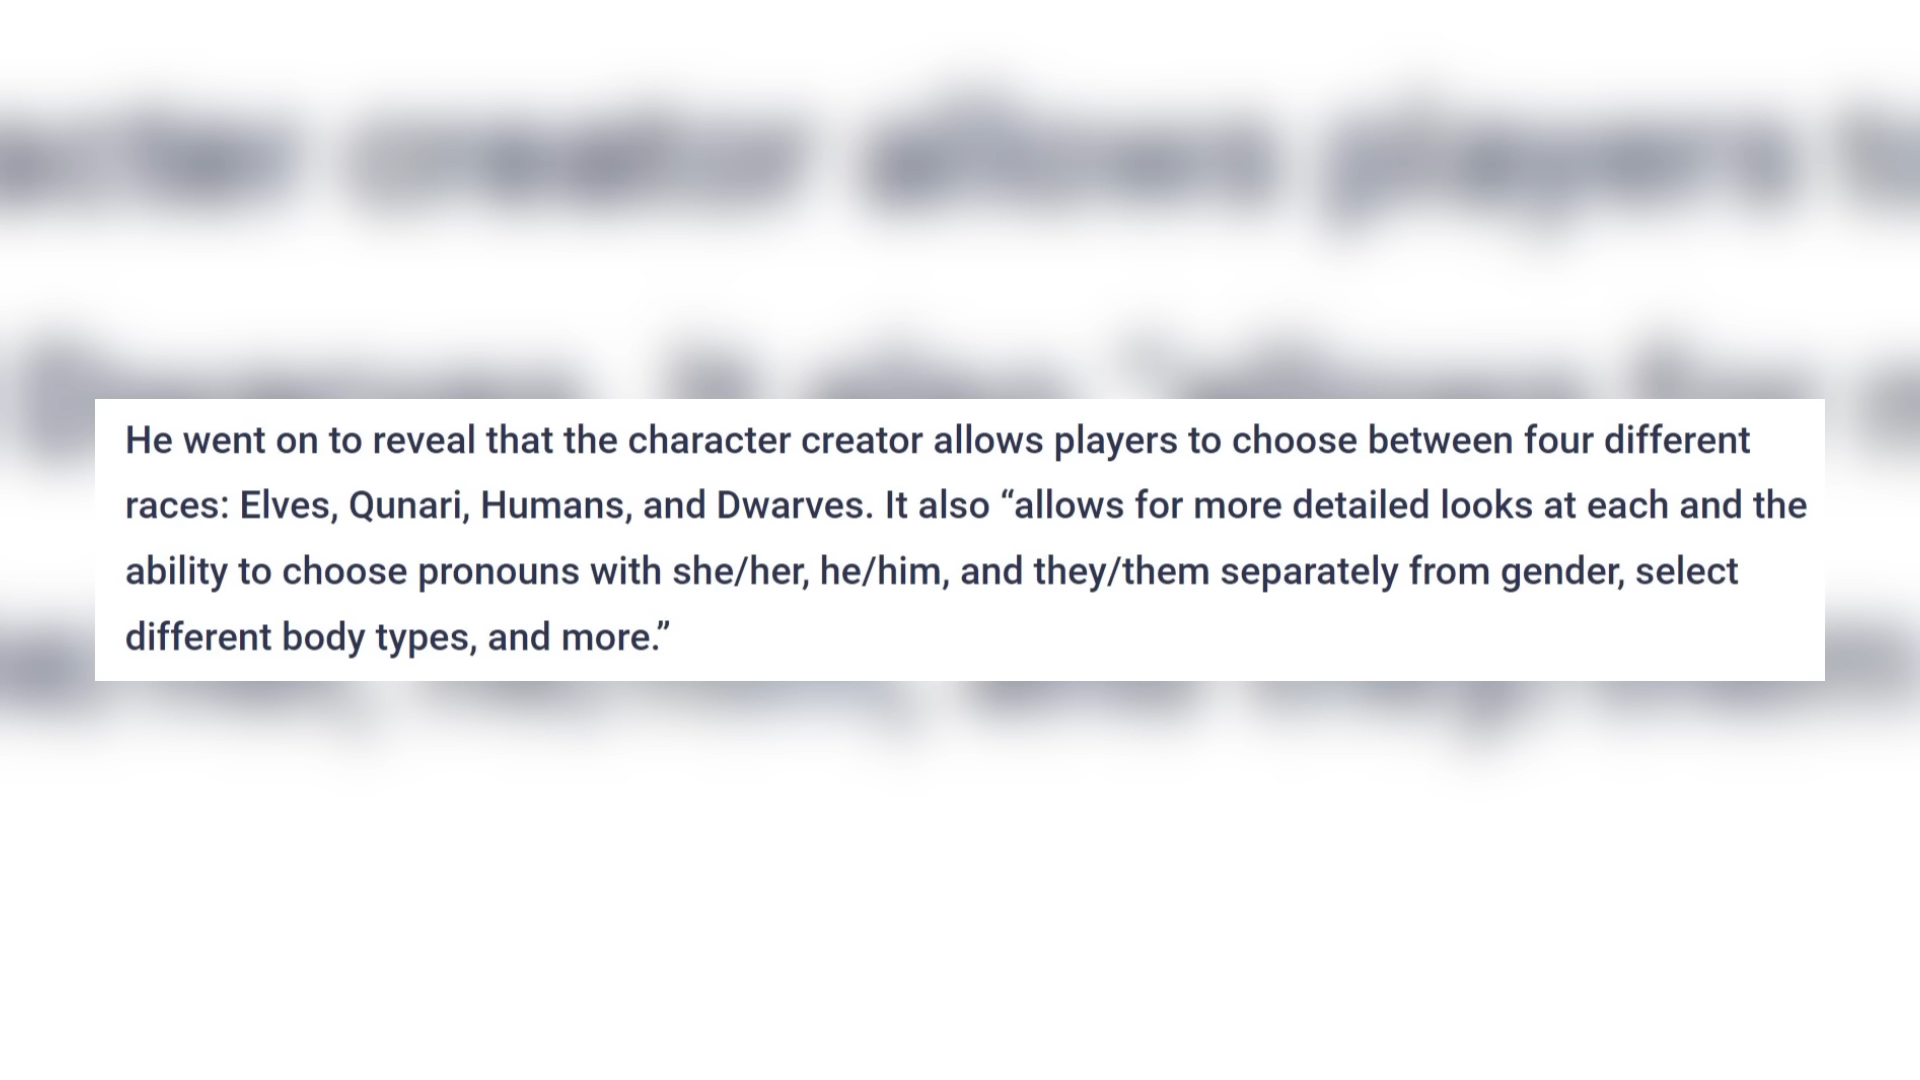 He went on to reveal that the character creator allows players to choose between four different
races: Elves, Qunari, Humans, and Dwarves. It also “allows for more detailed looks at each and the
ability to choose pronouns with she/her, he/him, and they/them separately from gender, select
different body types, and more.”